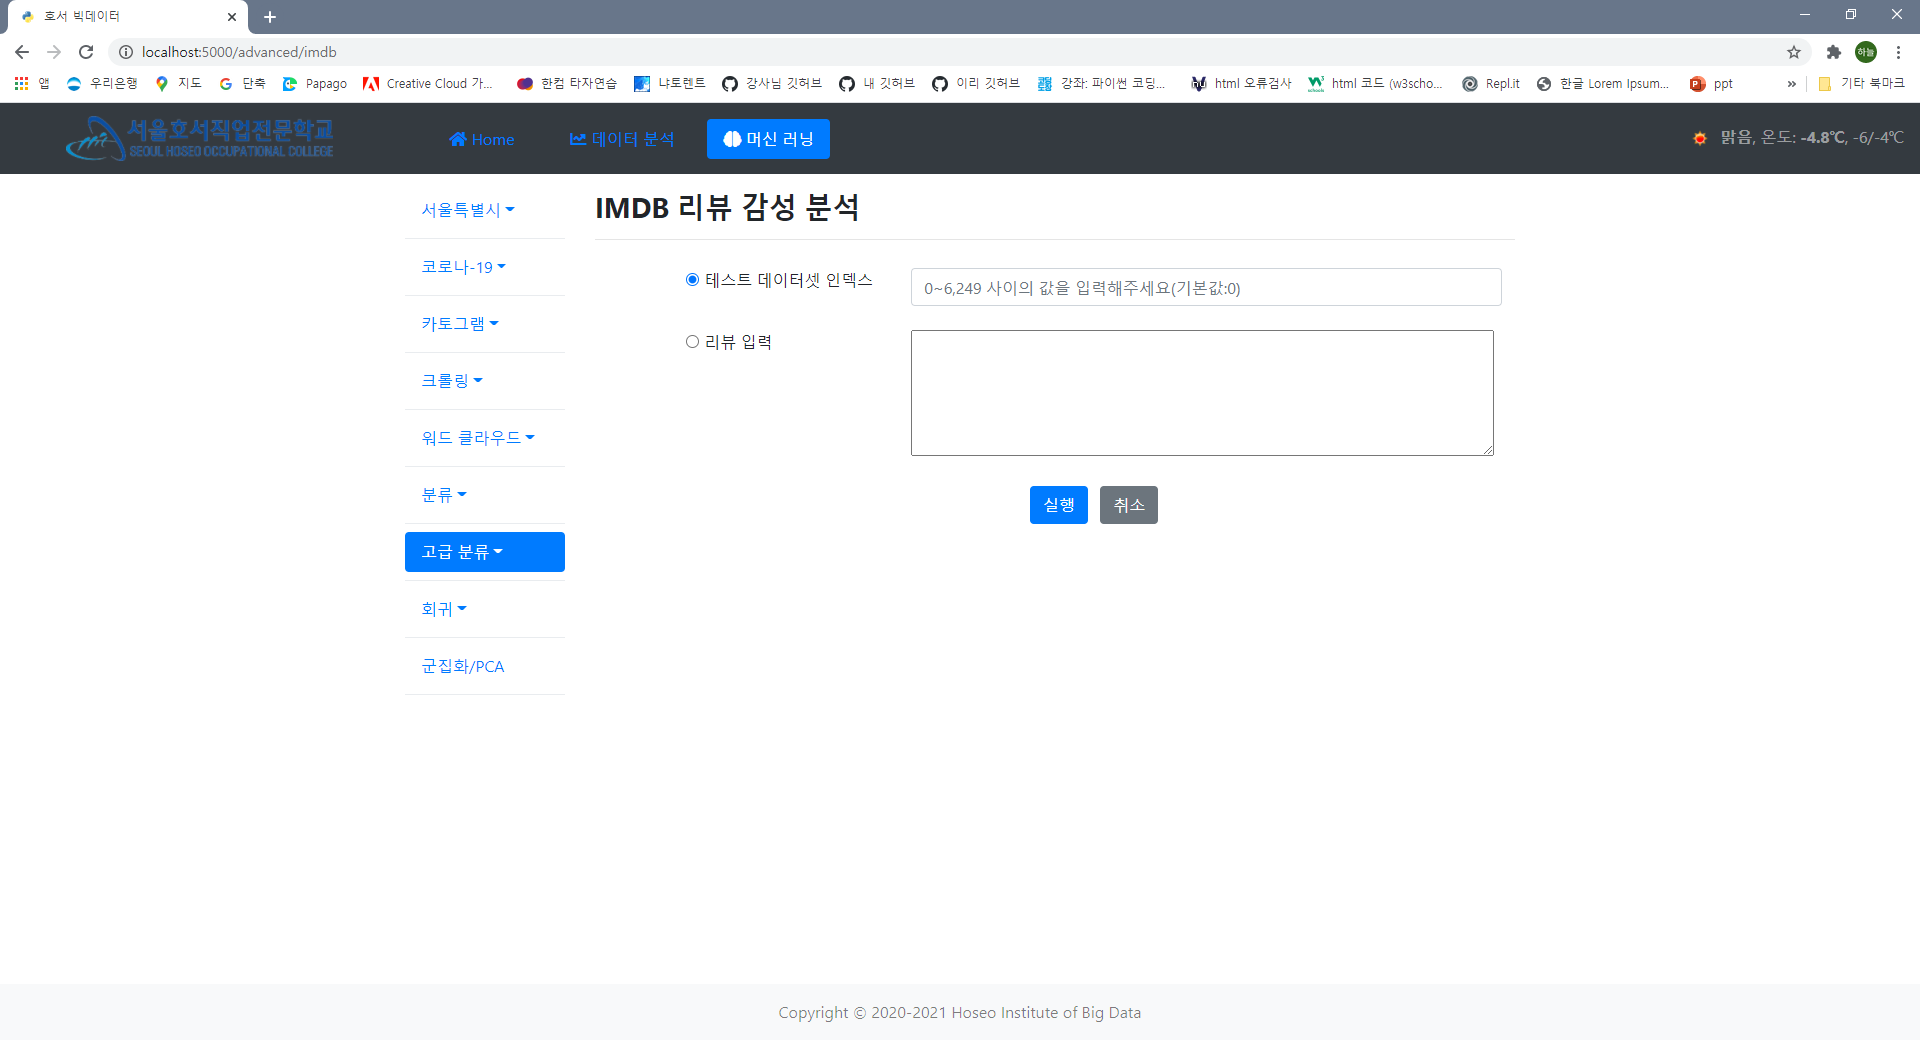 호서 빅데이터
localhost:5000/advanced/imdb
하늘
앱 우리은행 지도 단축 Papago Creative Cloud 가... 한컴 타자연습 냐토렌트 강사님 깃허브 내 깃허브 이리 깃허브 강좌: 파이썬 코딩... html 오류검사 html 코드 (w3scho... Repl.it 한글 Lorem Ipsum... ppt » 기타 북마크
서울호서직업전문학교
SEOUL HOSEO OCCUPATIONAL COLLEGE
Home 데이터 분석 머신 러닝 맑음, 온도: -4.8℃, -6/-4℃
서울특별시
코로나-19
카토그램
크롤링
워드 클라우드
분류
고급 분류
회귀
군집화/PCA
IMDB 리뷰 감성 분석
테스트 데이터셋 인덱스 0~6,249 사이의 값을 입력해주세요(기본값:0)
리뷰 입력
실행 취소
Copyright © 2020-2021 Hoseo Institute of Big Data